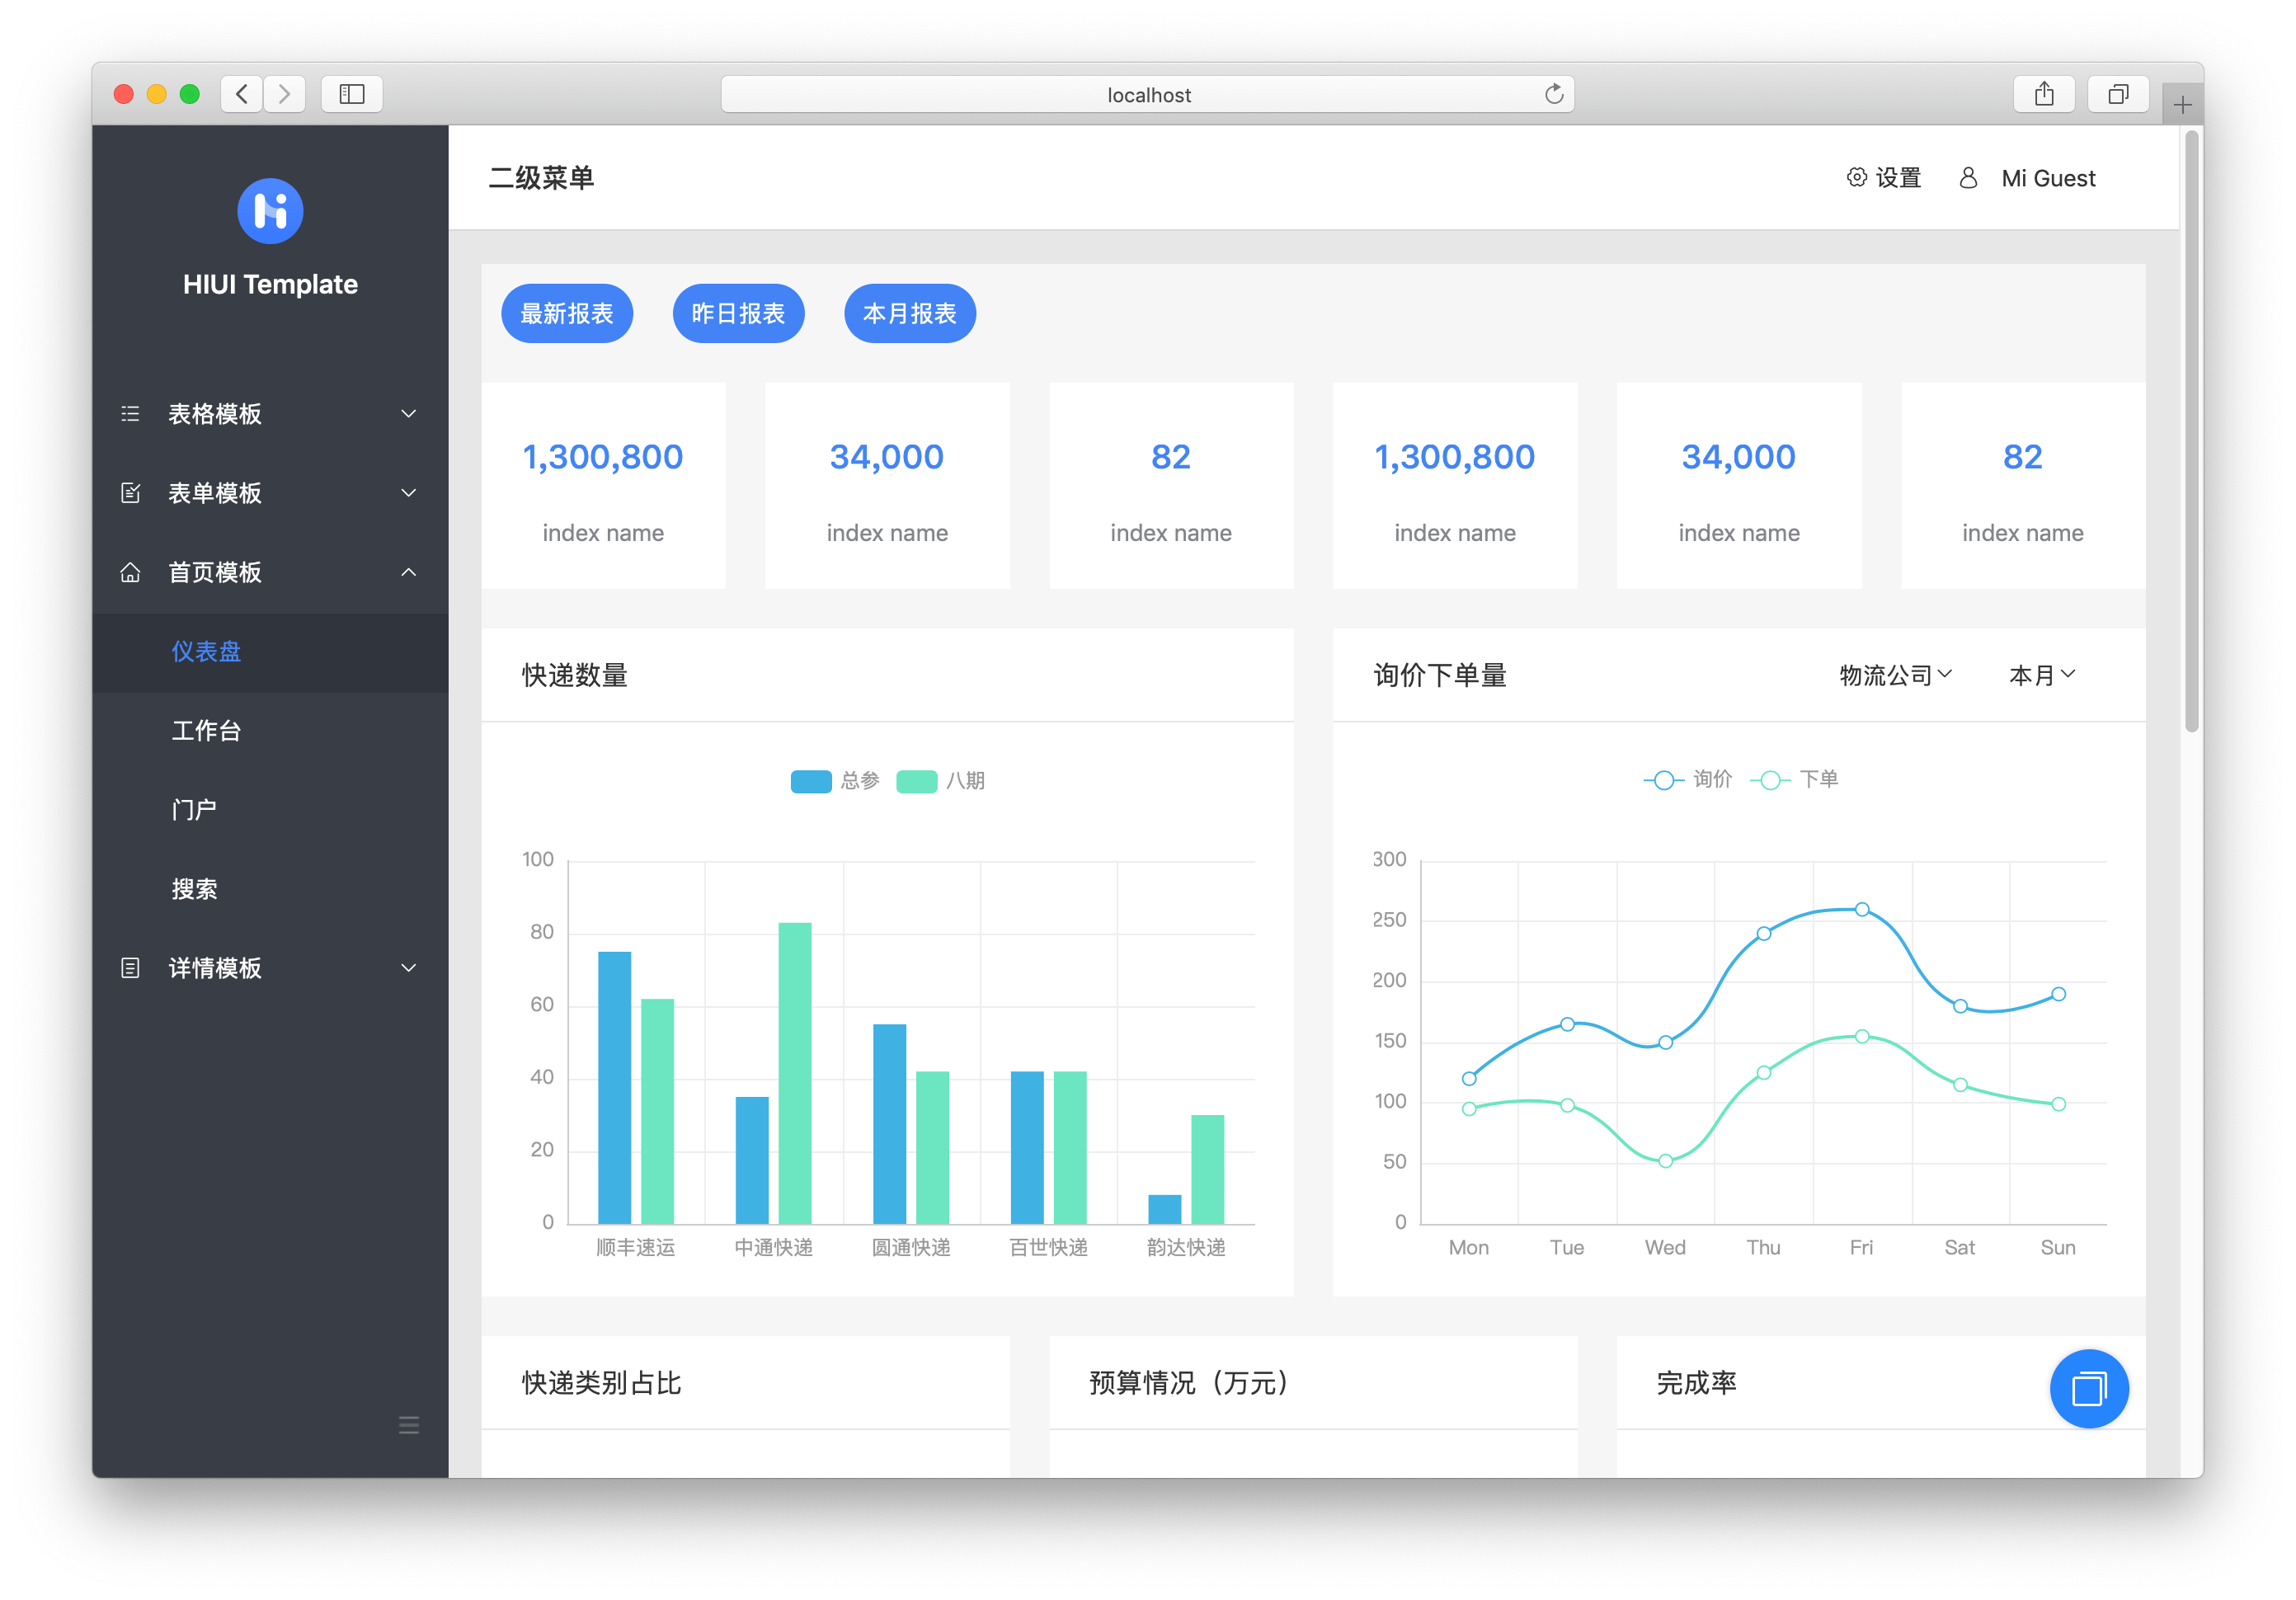 localhost
HIUI Template
表格模板
表单模板
首页模板
仪表盘
工作台
门户
搜索
详情模板
二级菜单
设置 Mi Guest
最新报表 昨日报表 本月报表
1,300,800 34,000 82 1,300,800 34,000 82
index name index name index name index name index name index name
快递数量
总参 八期
100
80
60
40
20
0
顺丰速运 中通快递 圆通快递 百世快递 韵达快递
询价下单量 物流公司 本月
询价 下单
300
250
200
150
100
50
0
Mon Tue Wed Thu Fri Sat Sun
快递类别占比 预算情况（万元） 完成率